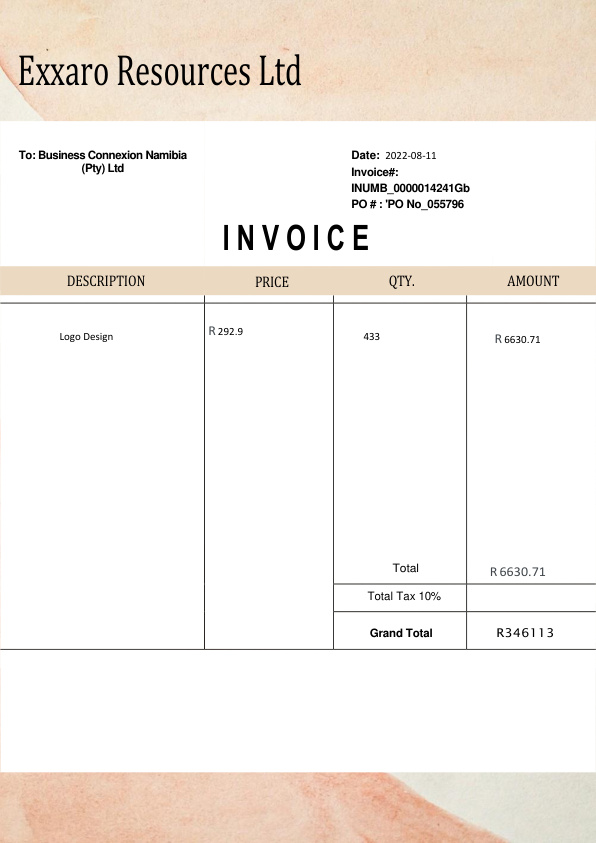 Exxaro Resources Ltd
To: Business Connexion Namibia
(Pty) Ltd
Date: 2022-08-11
Invoice#:
INUMB_0000014241Gb
PO # : 'PO No_055796
INVOICE
DESCRIPTION PRICE QTY. AMOUNT
Logo Design R 292.9 433 R 6630.71
Total R 6630.71
Total Tax 10%
Grand Total R346113